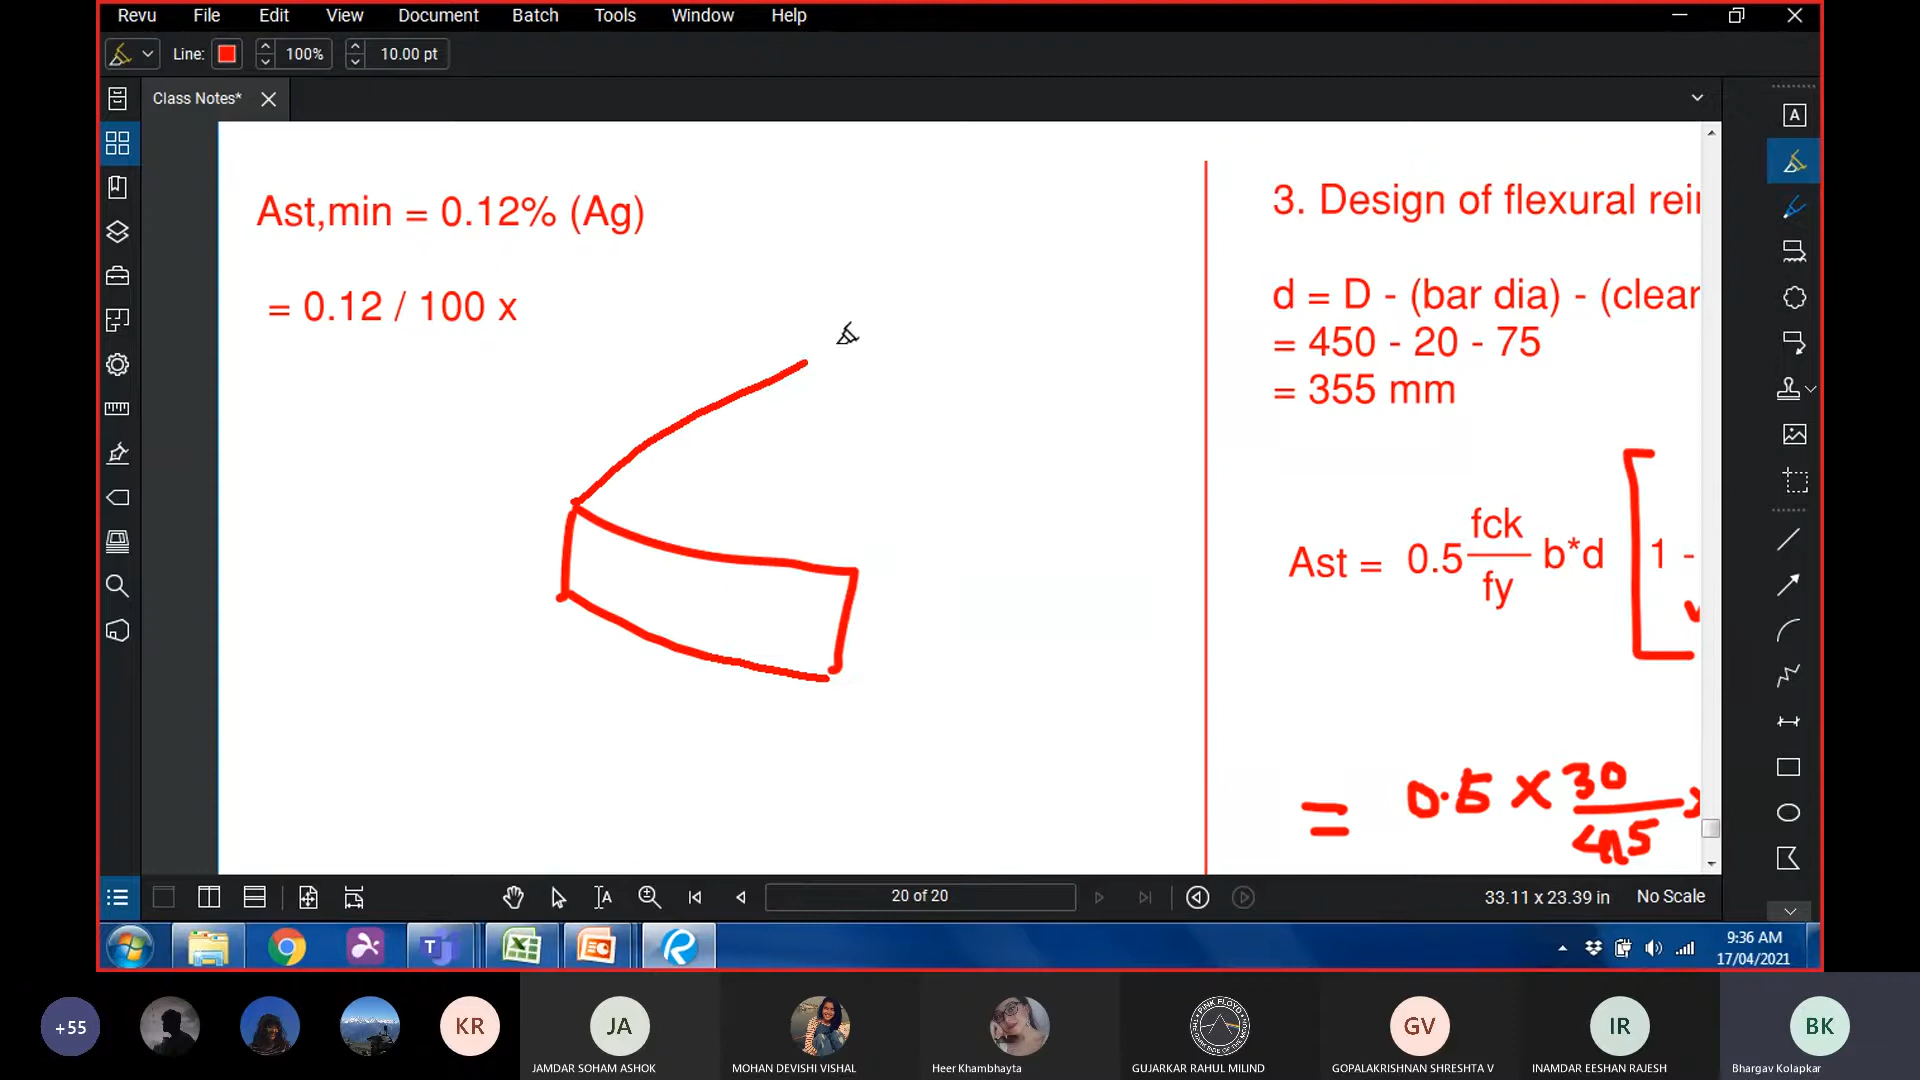 Revu File Edit View Document Batch Tools Window Help
Line: 100% 10.00 pt
Class Notes*
Ast,min = 0.12% (Ag)
= 0.12 / 100 x
3. Design of flexural rei
d = D - (bar dia) - (clear
= 450 - 20 - 75
= 355 mm
Ast = 0.5 fck
fy
b*d
1 -
= 0.5 x 30
415
20 of 20
33.11 x 23.39 in No Scale
9:36 AM
17/04/2021
+55
KR
JA
GV
IR
BK
JAMDAR SOHAM ASHOK
MOHAN DEVISHI VISHAL
Heer Khambhayta
GUJARKAR RAHUL MILIND
GOPALAKRISHNAN SHRESHTA V
INAMDAR EESHAN RAJESH
Bhargav Kolapkar